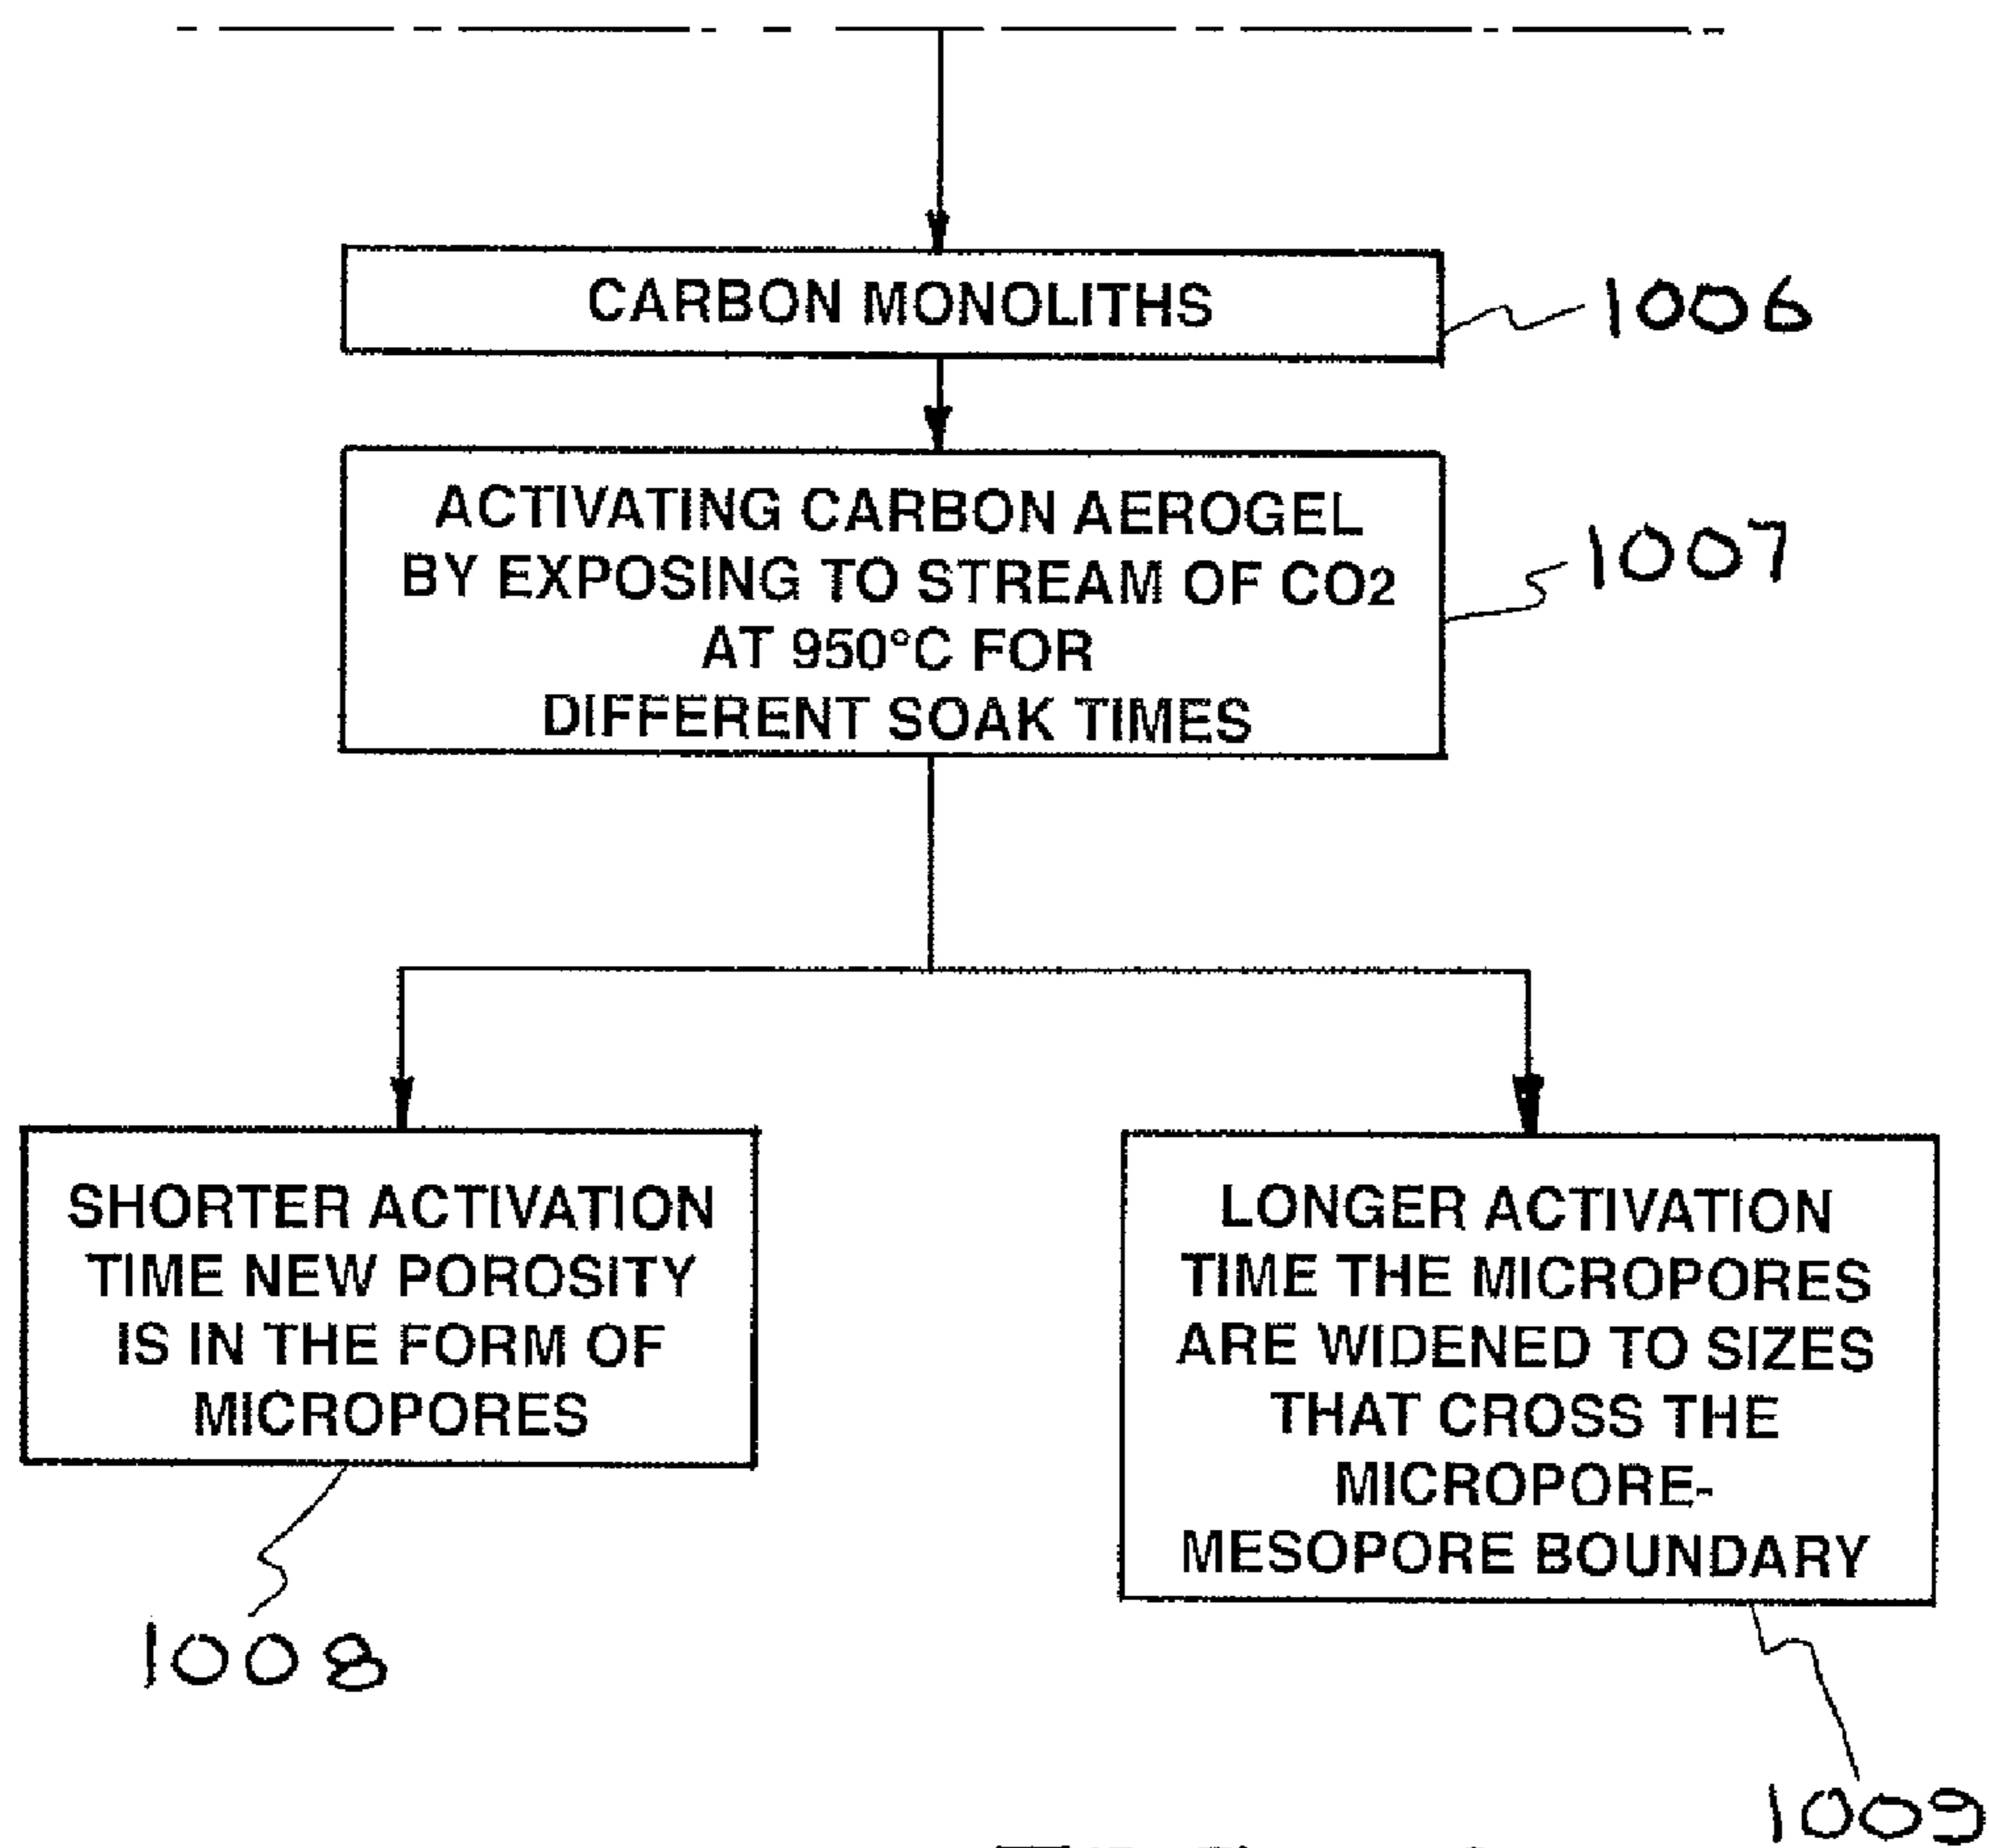 CARBON MONOLITHS
1006
ACTIVATING CARBON AEROGEL
BY EXPOSING TO STREAM OF CO2
AT 950°C FOR
DIFFERENT SOAK TIMES
1007
SHORTER ACTIVATION
TIME NEW POROSITY
IS IN THE FORM OF
MICROPORES
1008
LONGER ACTIVATION
TIME THE MICROPORES
ARE WIDENED TO SIZES
THAT CROSS THE
MICROPORE-
MESOPORE BOUNDARY
1009